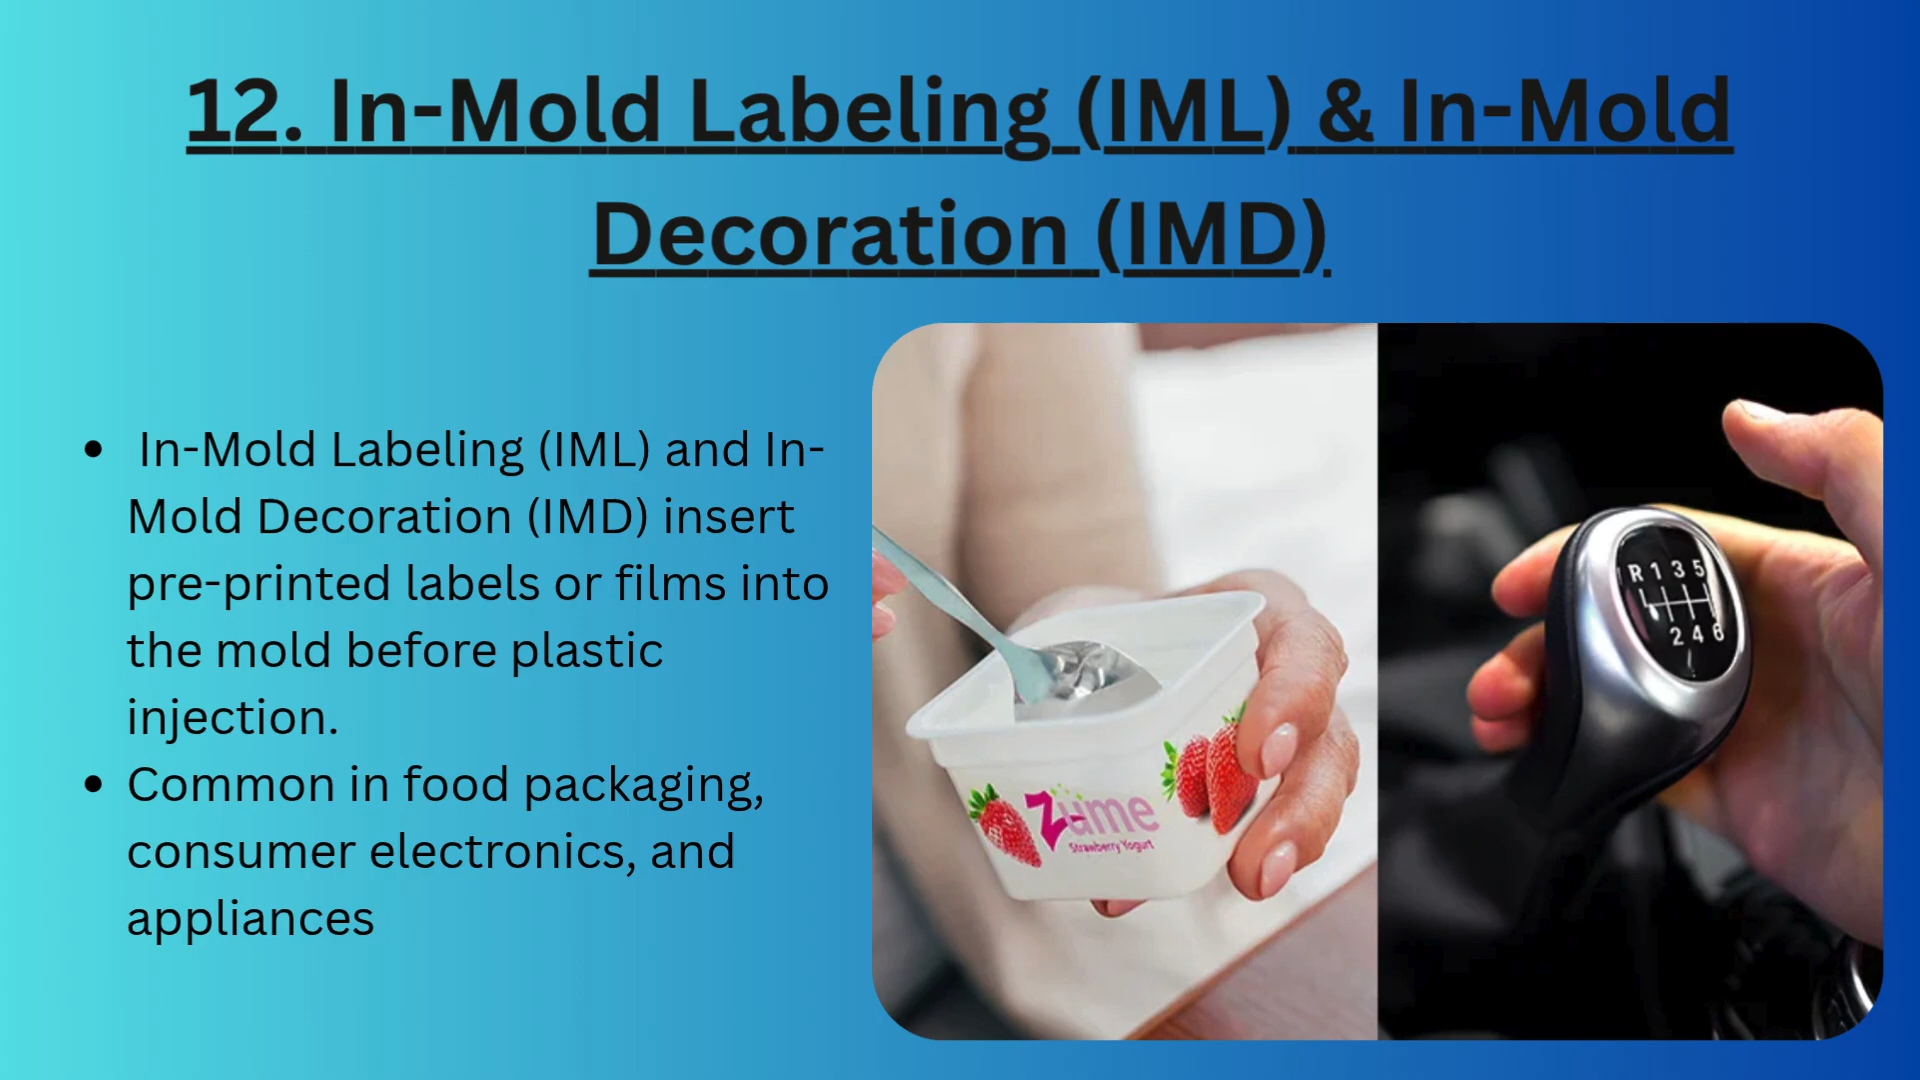 12. In-Mold Labeling (IML) & In-Mold
Decoration (IMD)
• In-Mold Labeling (IML) and In-
Mold Decoration (IMD) insert
pre-printed labels or films into
the mold before plastic
injection.
• Common in food packaging,
consumer electronics, and
appliances
Zume
Strawberry Yogurt
R 1 3 5
2 4 6